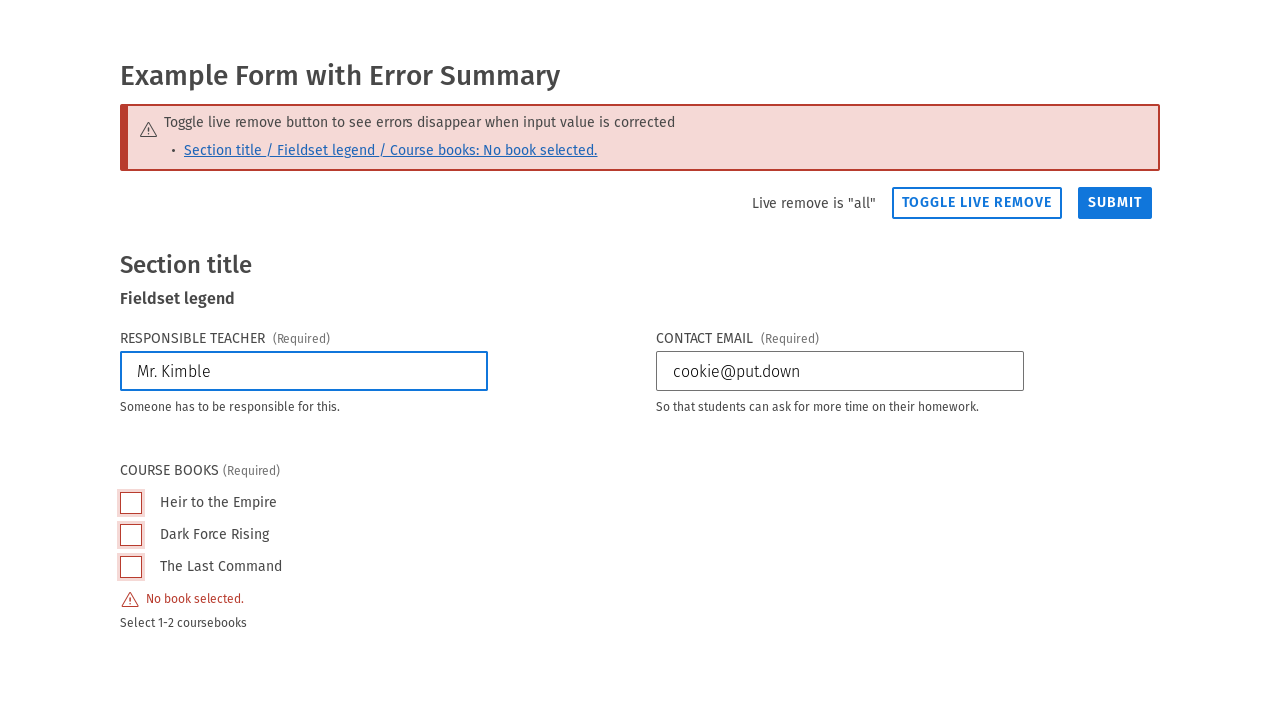 Example Form with Error Summary
Toggle live remove button to see errors disappear when input value is corrected
• Section title / Fieldset legend / Course books: No book selected.
Live remove is "all" TOGGLE LIVE REMOVE SUBMIT
Section title
Fieldset legend
RESPONSIBLE TEACHER (Required) CONTACT EMAIL (Required)
Mr. Kimble cookie@put.down
Someone has to be responsible for this. So that students can ask for more time on their homework.
COURSE BOOKS (Required)
Heir to the Empire
Dark Force Rising
The Last Command
No book selected.
Select 1-2 coursebooks